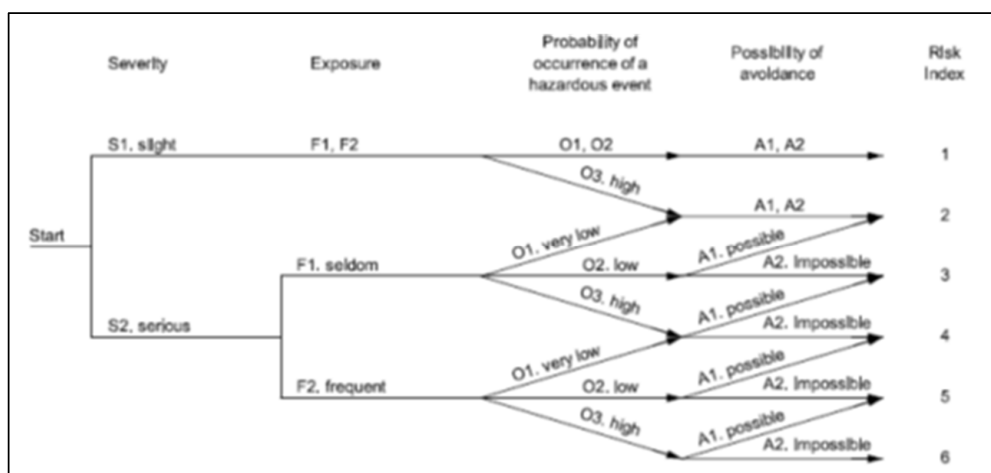 Severity
Exposure
Probability of
occurrence of a
hazardous event
Possibility of
avoidance
Risk
Index
S1, slight
F1, F2
O1, O2
A1, A2
1
O3, high
A1, A2
2
Start
O1. very low
A1. possible
F1. seldom
O2. low
A2. Impossible
3
O3, high
A1. possible
S2, serious
A2. Impossible
4
O1. very low
A1. possible
F2, frequent
O2. low
A2. Impossible
5
O3, high
A1. possible
A2. Impossible
6